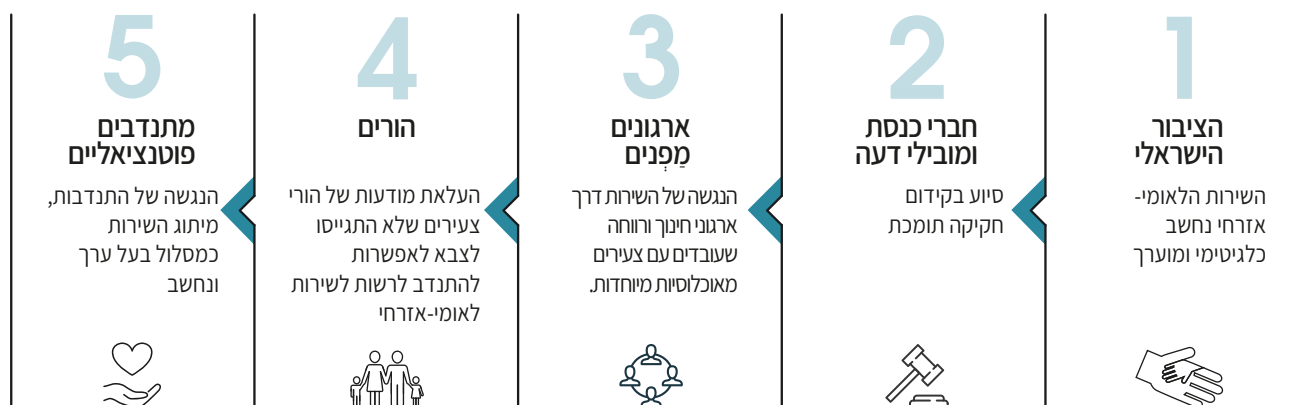 1
הציבור
הישראלי
השירות הלאומי-
אזרחי נחשב
כלגיטימי ומוערך
2
חברי כנסת
ומובילי דעה
סיוע בקידום
חקיקה תומכת
3
ארגונים
מַפְנים
הנגשה של השירות דרך
ארגוני חינוך ורווחה
שעובדים עם צעירים
מאוכלוסיות מיוחדות.
4
הורים
העלאת מודעות של הורי
צעירים שלא התגייסו
לצבא לאפשרות
להתנדב לרשות לשירות
לאומי-אזרחי
5
מתנדבים
פוטנציאליים
הנגשה של התנדבות,
מיתוג השירות
כמסלול בעל ערך
ונחשב